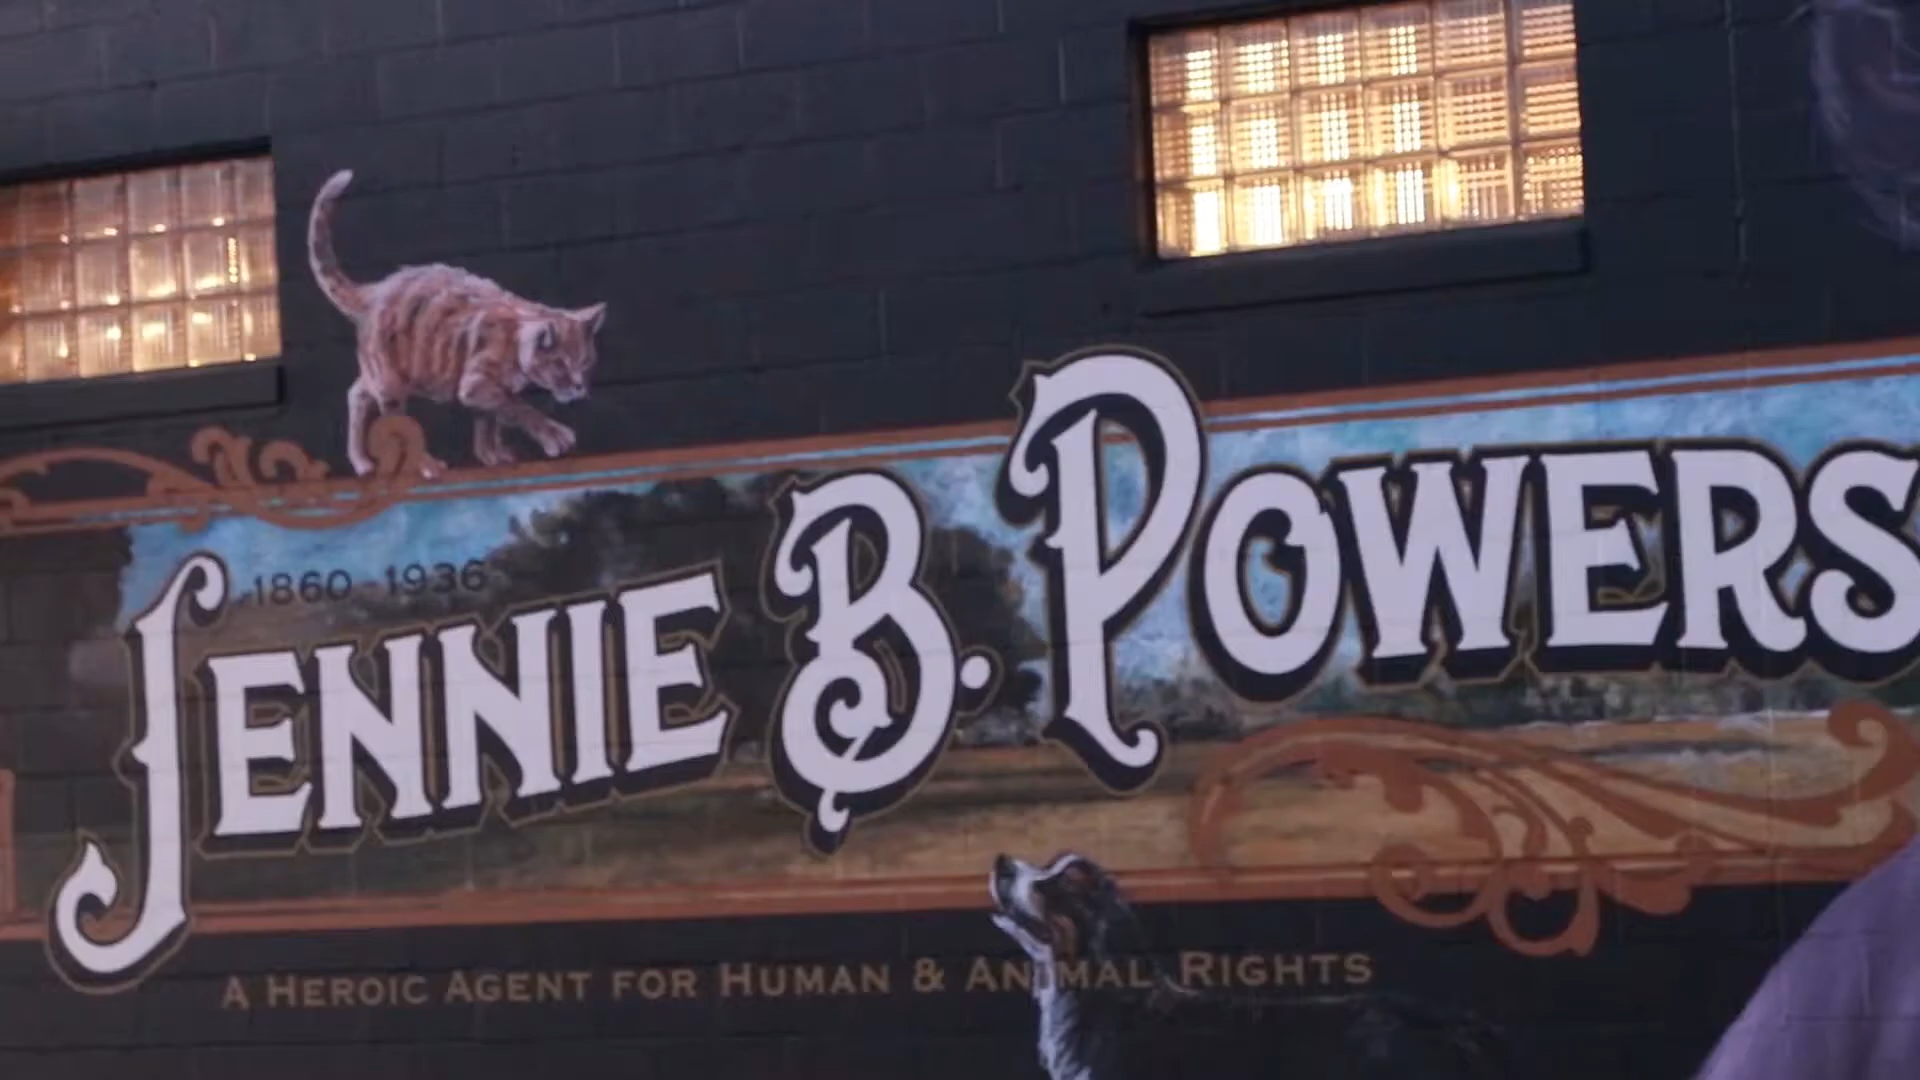 1860 - 1936
JENNIE B. POWERS
A HEROIC AGENT FOR HUMAN & ANIMAL RIGHTS